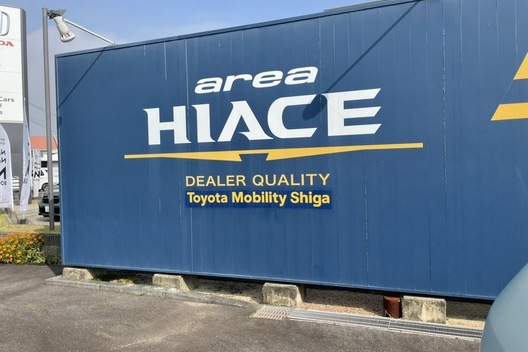 area
HIACE
DEALER QUALITY
Toyota Mobility Shiga